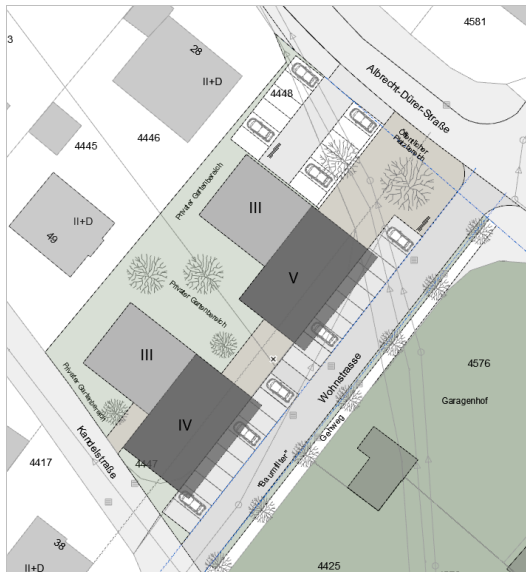 4581
3
28
II+D
Albrecht-Dürer-Straße
4448
4446
4445
Öffentlicher
Platzbereich
Privater Gartenbereich
III
II+D
49
V
Privater Gartenbereich
III
Wohnstrasse
4576
Privater Gartenbereich
Garagenhof
IV
Gehweg
Kandelstraße
4417
4447
"Baumfilter"
38
II+D
4425